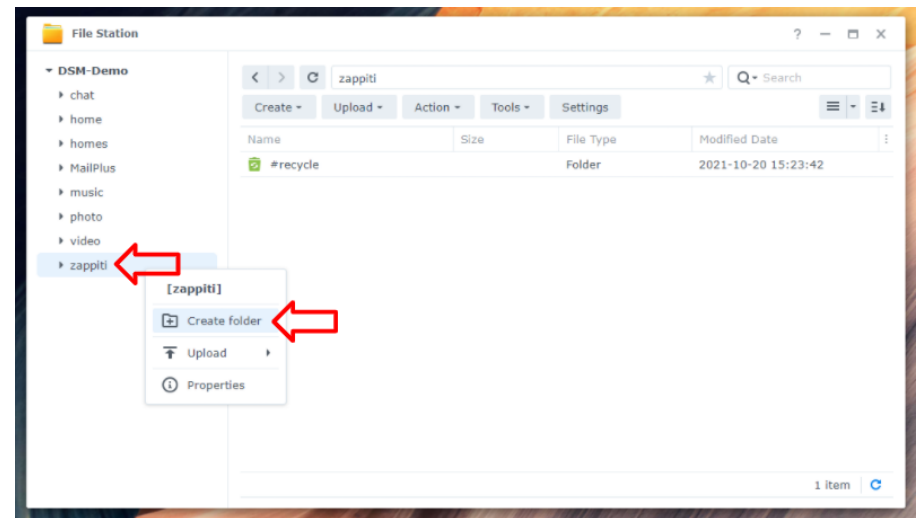 File Station
DSM-Demo
chat
home
homes
MailPlus
music
photo
video
zappiti
zappiti
Search
Create Upload Action Tools Settings
Name Size File Type Modified Date
#recycle Folder 2021-10-20 15:23:42
[zappiti]
Create folder
Upload
Properties
1 item